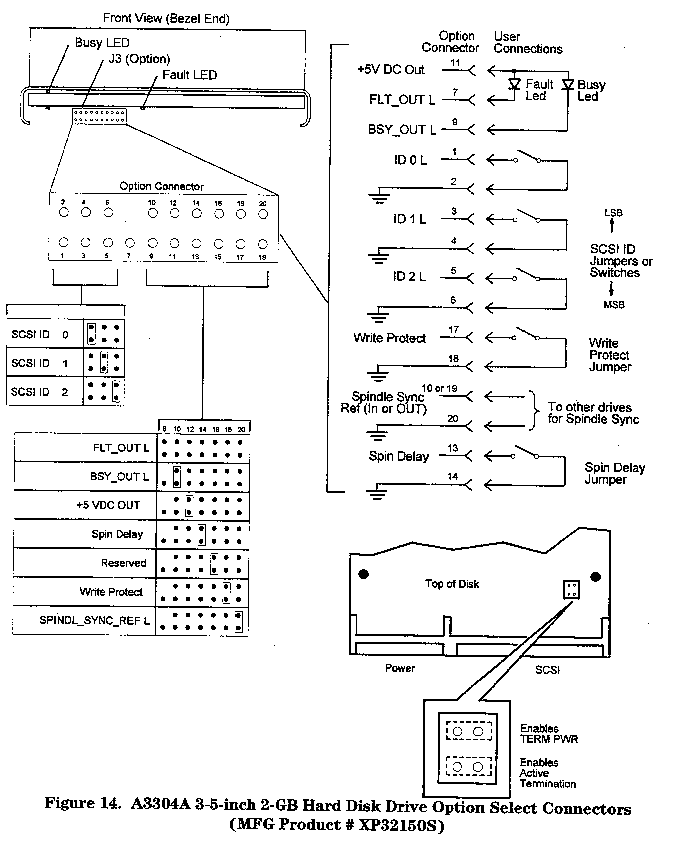 Front View (Bezel End)
Busy LED
J3 (Option)
Fault LED
Option Connector
2 4 6 10 12 14 16 18 20
1 3 5 7 9 11 13 15 17 19
SCSI ID 0
SCSI ID 1
SCSI ID 2
8 10 12 14 16 18 20
FLT_OUT L
BSY_OUT L
+5 VDC OUT
Spin Delay
Reserved
Write Protect
SPINDL_SYNC_REF L
Option Connector
User Connections
+5V DC Out 11
FLT_OUT L 7
Fault Led
Busy Led
BSY_OUT L 9
ID 0 L 1
2
ID 1 L 3
4
ID 2 L 5
6
LSB
SCSI ID
Jumpers or
Switches
MSB
Write Protect 17
18
Write
Protect
Jumper
Spindle Sync 10 or 19
Ref (In or OUT)
20
To other drives
for Spindle Sync
Spin Delay 13
14
Spin Delay
Jumper
Top of Disk
Power
SCSI
Enables
TERM PWR
Enables
Active
Termination
Figure 14. A3304A 3-5-inch 2-GB Hard Disk Drive Option Select Connectors
(MFG Product # XP32150S)